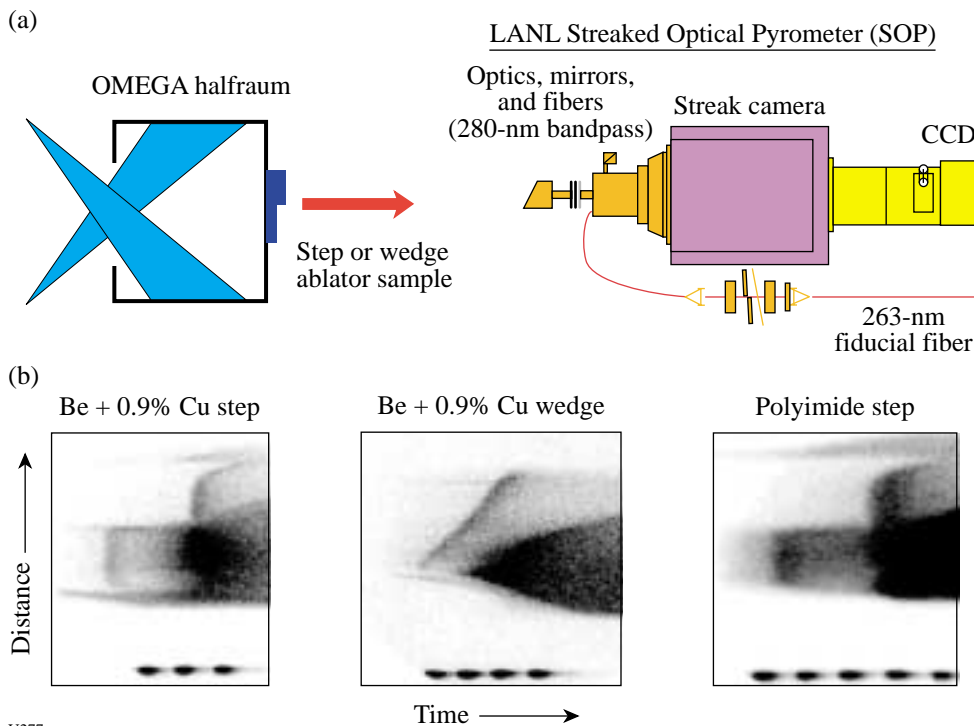 (a)
LANL Streaked Optical Pyrometer (SOP)
OMEGA halfraum
Optics, mirrors,
and fibers
(280-nm bandpass)
Streak camera
CCD
Step or wedge
ablator sample
263-nm
fiducial fiber
(b)
Be + 0.9% Cu step
Be + 0.9% Cu wedge
Polyimide step
Distance
Time